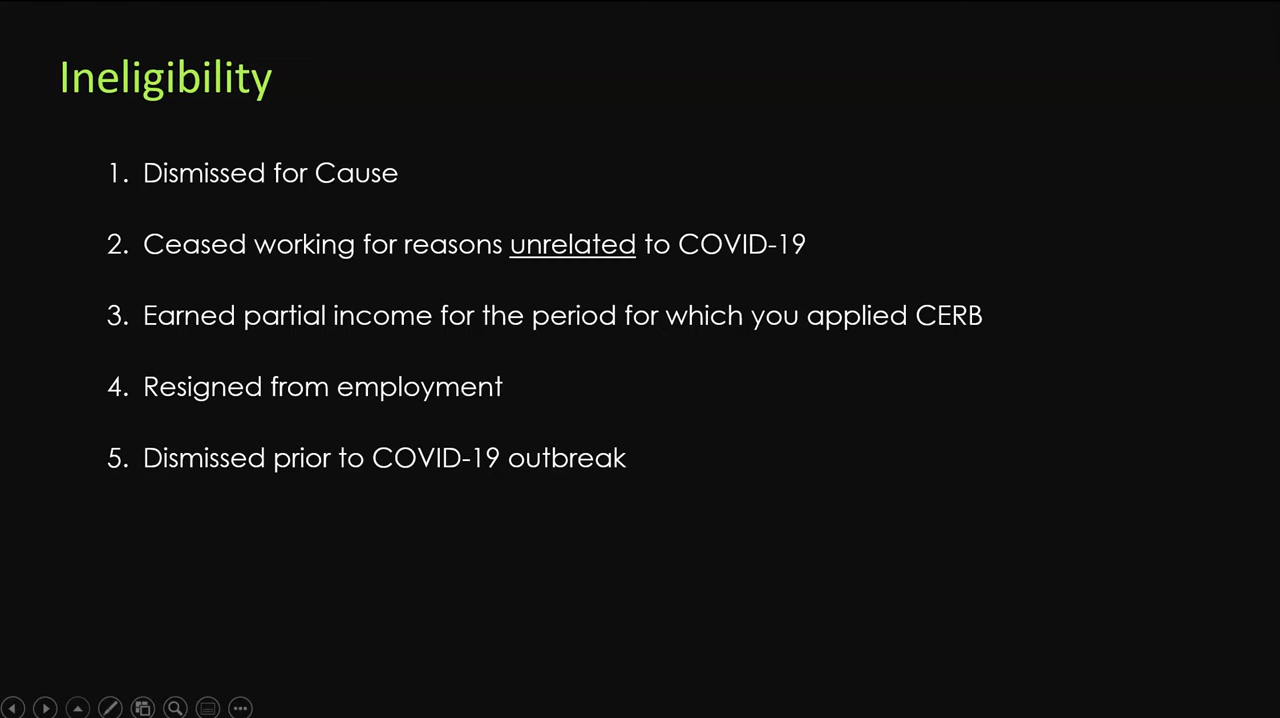 Ineligibility
1. Dismissed for Cause
2. Ceased working for reasons unrelated to COVID-19
3. Earned partial income for the period for which you applied CERB
4. Resigned from employment
5. Dismissed prior to COVID-19 outbreak